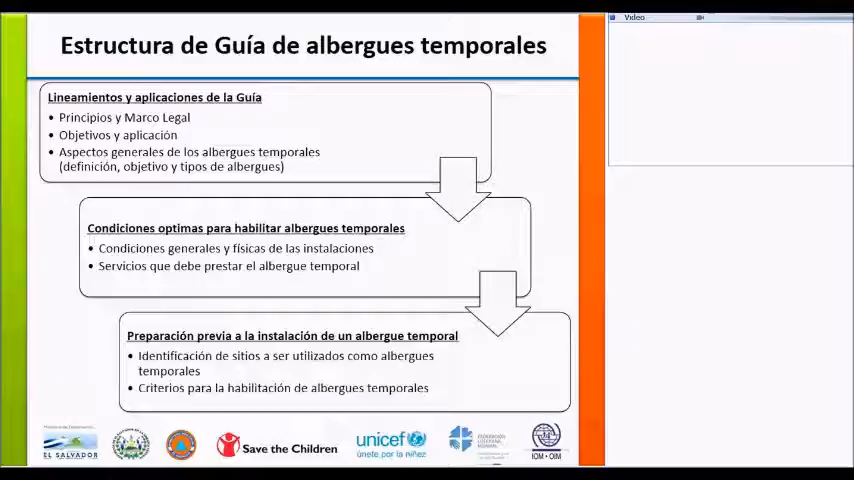 Estructura de Guía de albergues temporales
Lineamientos y aplicaciones de la Guía
• Principios y Marco Legal
• Objetivos y aplicación
• Aspectos generales de los albergues temporales
(definición, objetivo y tipos de albergues)
Condiciones optimas para habilitar albergues temporales
• Condiciones generales y físicas de las instalaciones
• Servicios que debe prestar el albergue temporal
Preparación previa a la instalación de un albergue temporal
• Identificación de sitios a ser utilizados como albergues
temporales
• Criterios para la habilitación de albergues temporales
EL SALVADOR
Save the Children
unicef
únete por la niñez
FEDERACIÓN
LUTERANA
MUNDIAL
IOM • OIM
Video